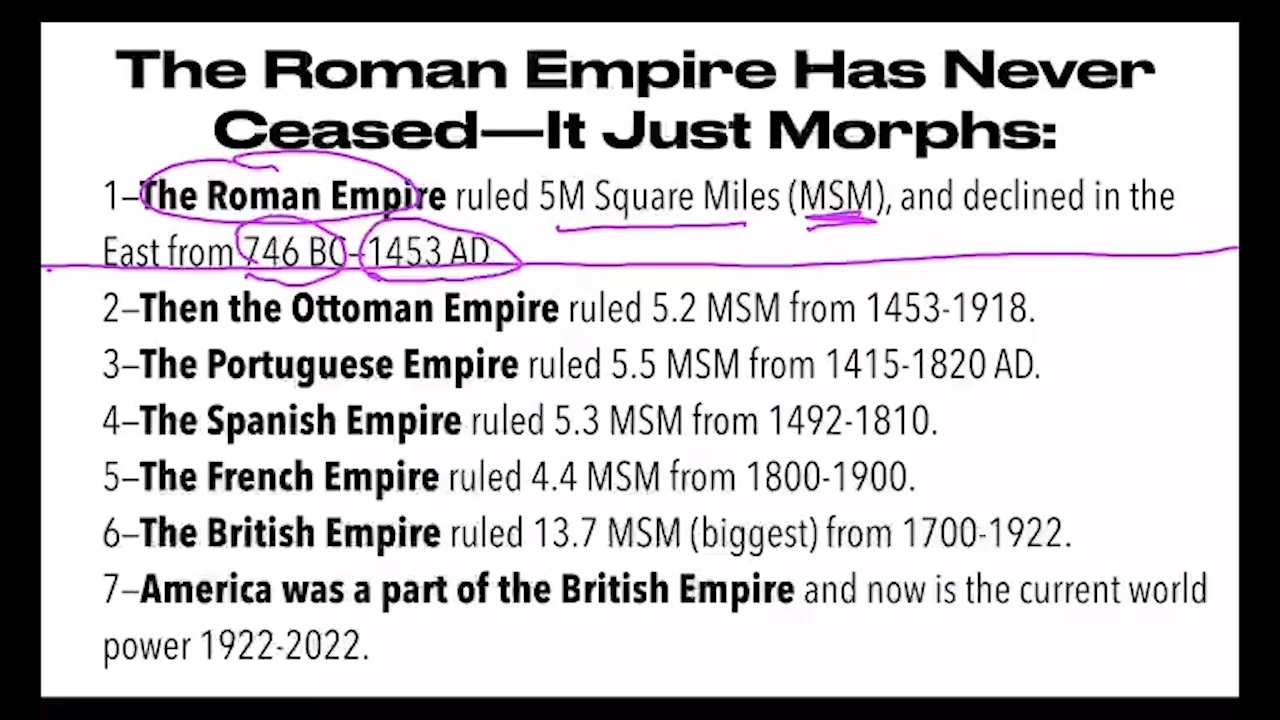 The Roman Empire Has Never
Ceased—It Just Morphs:
1–The Roman Empire ruled 5M Square Miles (MSM), and declined in the
East from 746 BC–1453 AD
2–Then the Ottoman Empire ruled 5.2 MSM from 1453-1918.
3–The Portuguese Empire ruled 5.5 MSM from 1415-1820 AD.
4–The Spanish Empire ruled 5.3 MSM from 1492-1810.
5–The French Empire ruled 4.4 MSM from 1800-1900.
6–The British Empire ruled 13.7 MSM (biggest) from 1700-1922.
7–America was a part of the British Empire and now is the current world
power 1922-2022.